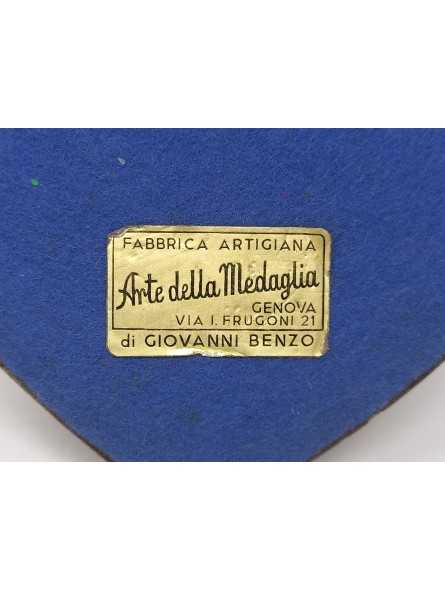 FABBRICA ARTIGIANA
Arte della Medaglia
GENOVA
VIA I. FRUGONI 21
di GIOVANNI BENZO